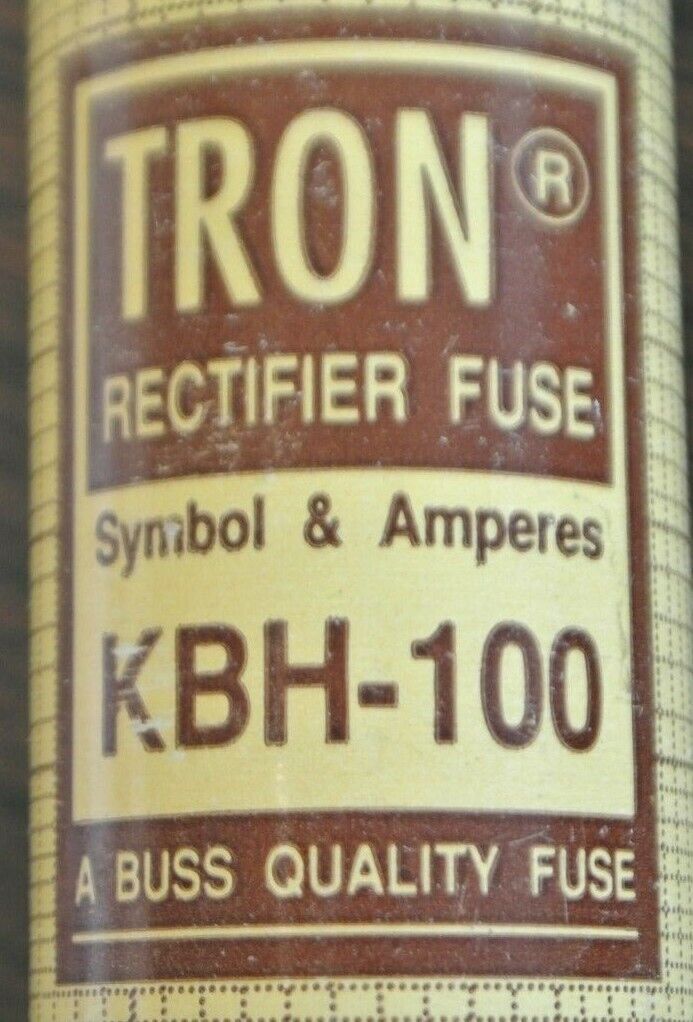 TRON®
RECTIFIER FUSE
Symbol & Amperes
KBH-100
A BUSS QUALITY FUSE